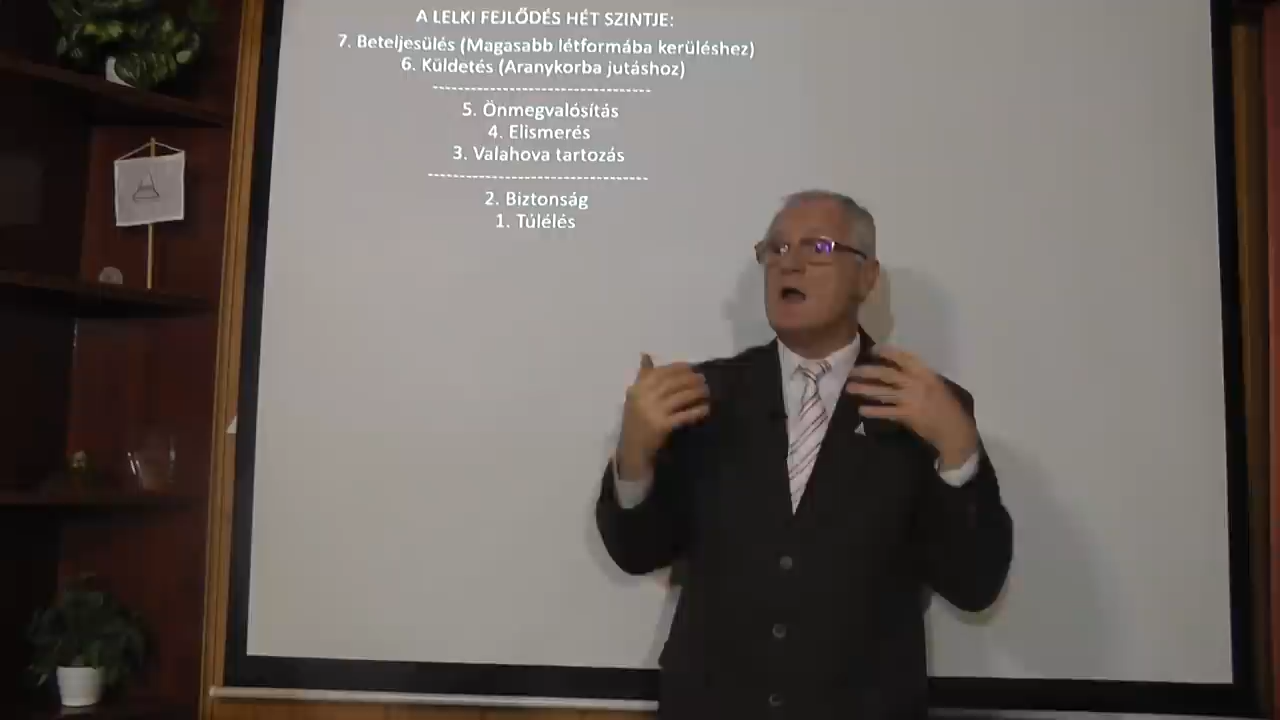 A LELKI FEJLŐDÉS HÉT SZINTJE:
7. Beteljesülés (Magasabb létformába kerüléshez)
6. Küldetés (Aranykorba jutáshoz)
--------------------------------
5. Önmegvalósítás
4. Elismerés
3. Valahova tartozás
--------------------------------
2. Biztonság
1. Túlélés